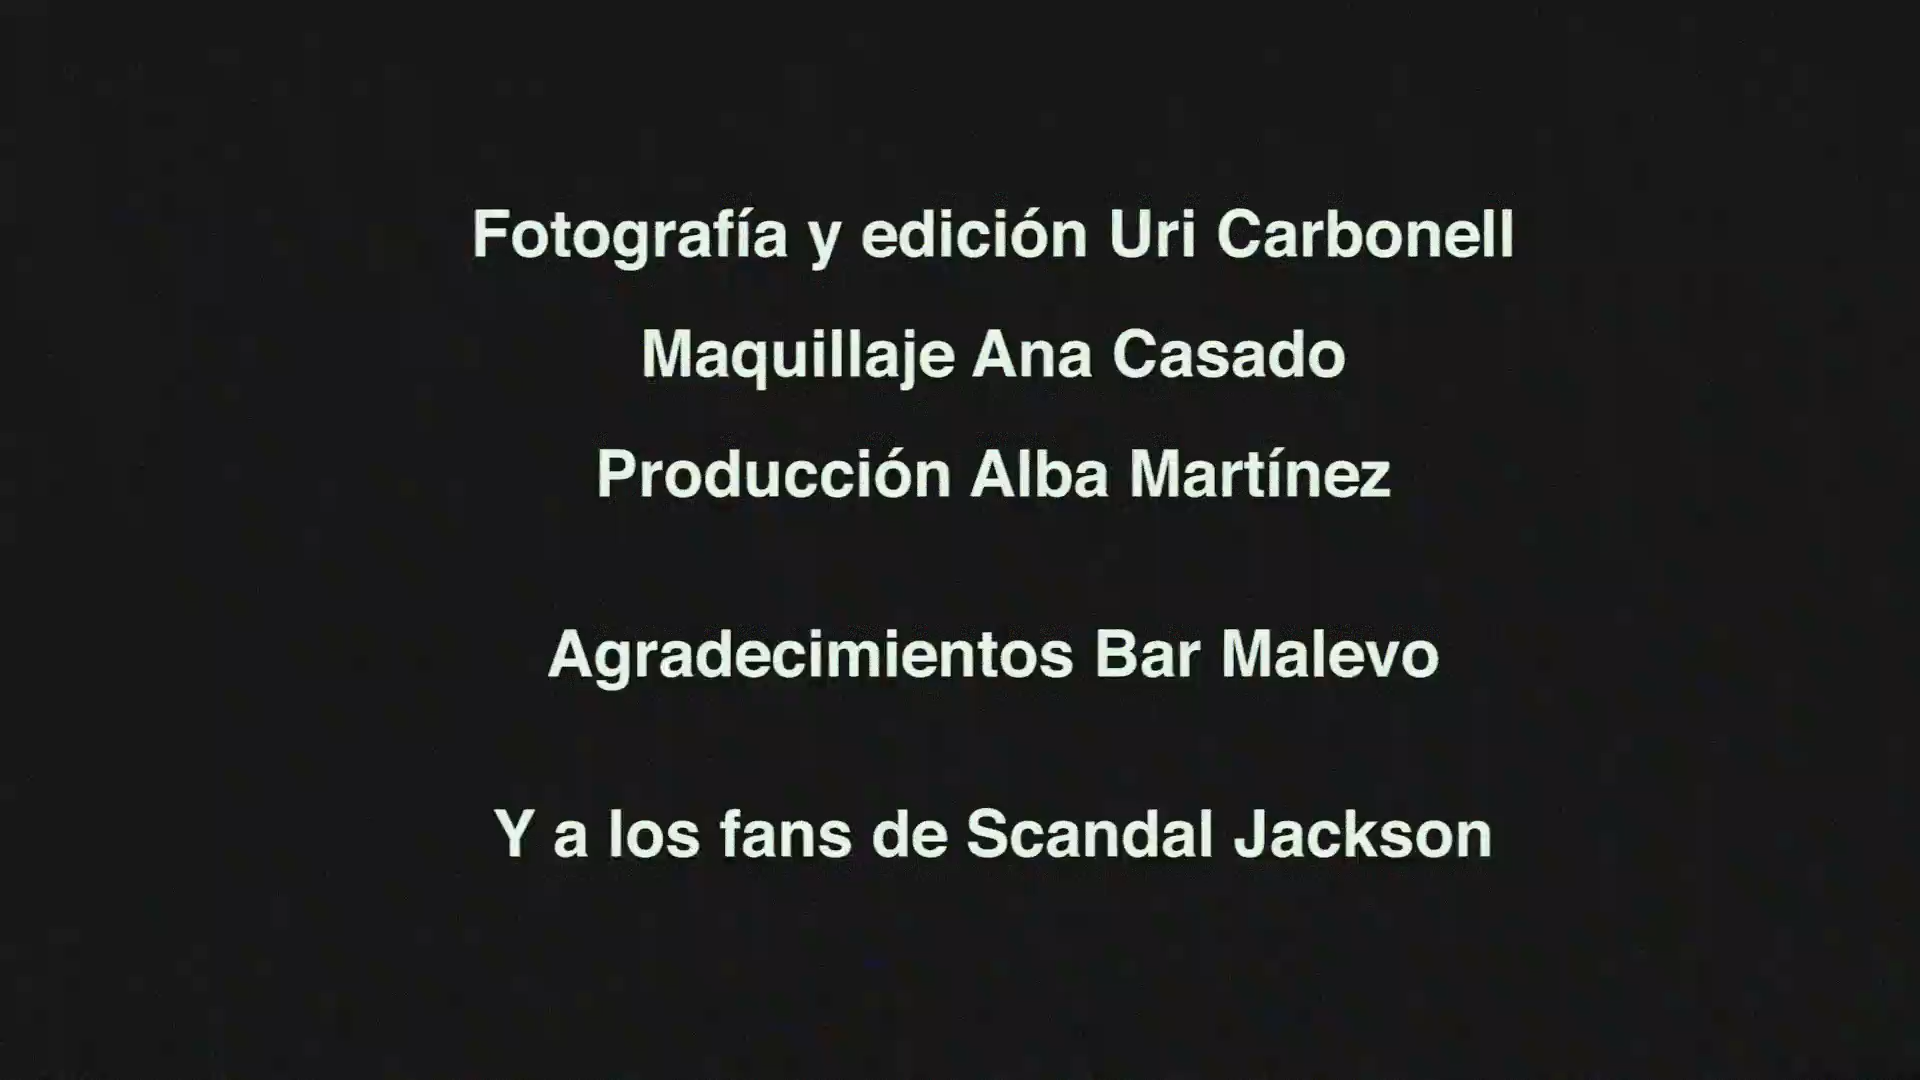 Fotografía y edición Uri Carbonell
Maquillaje Ana Casado
Producción Alba Martínez
Agradecimientos Bar Malevo
Y a los fans de Scandal Jackson